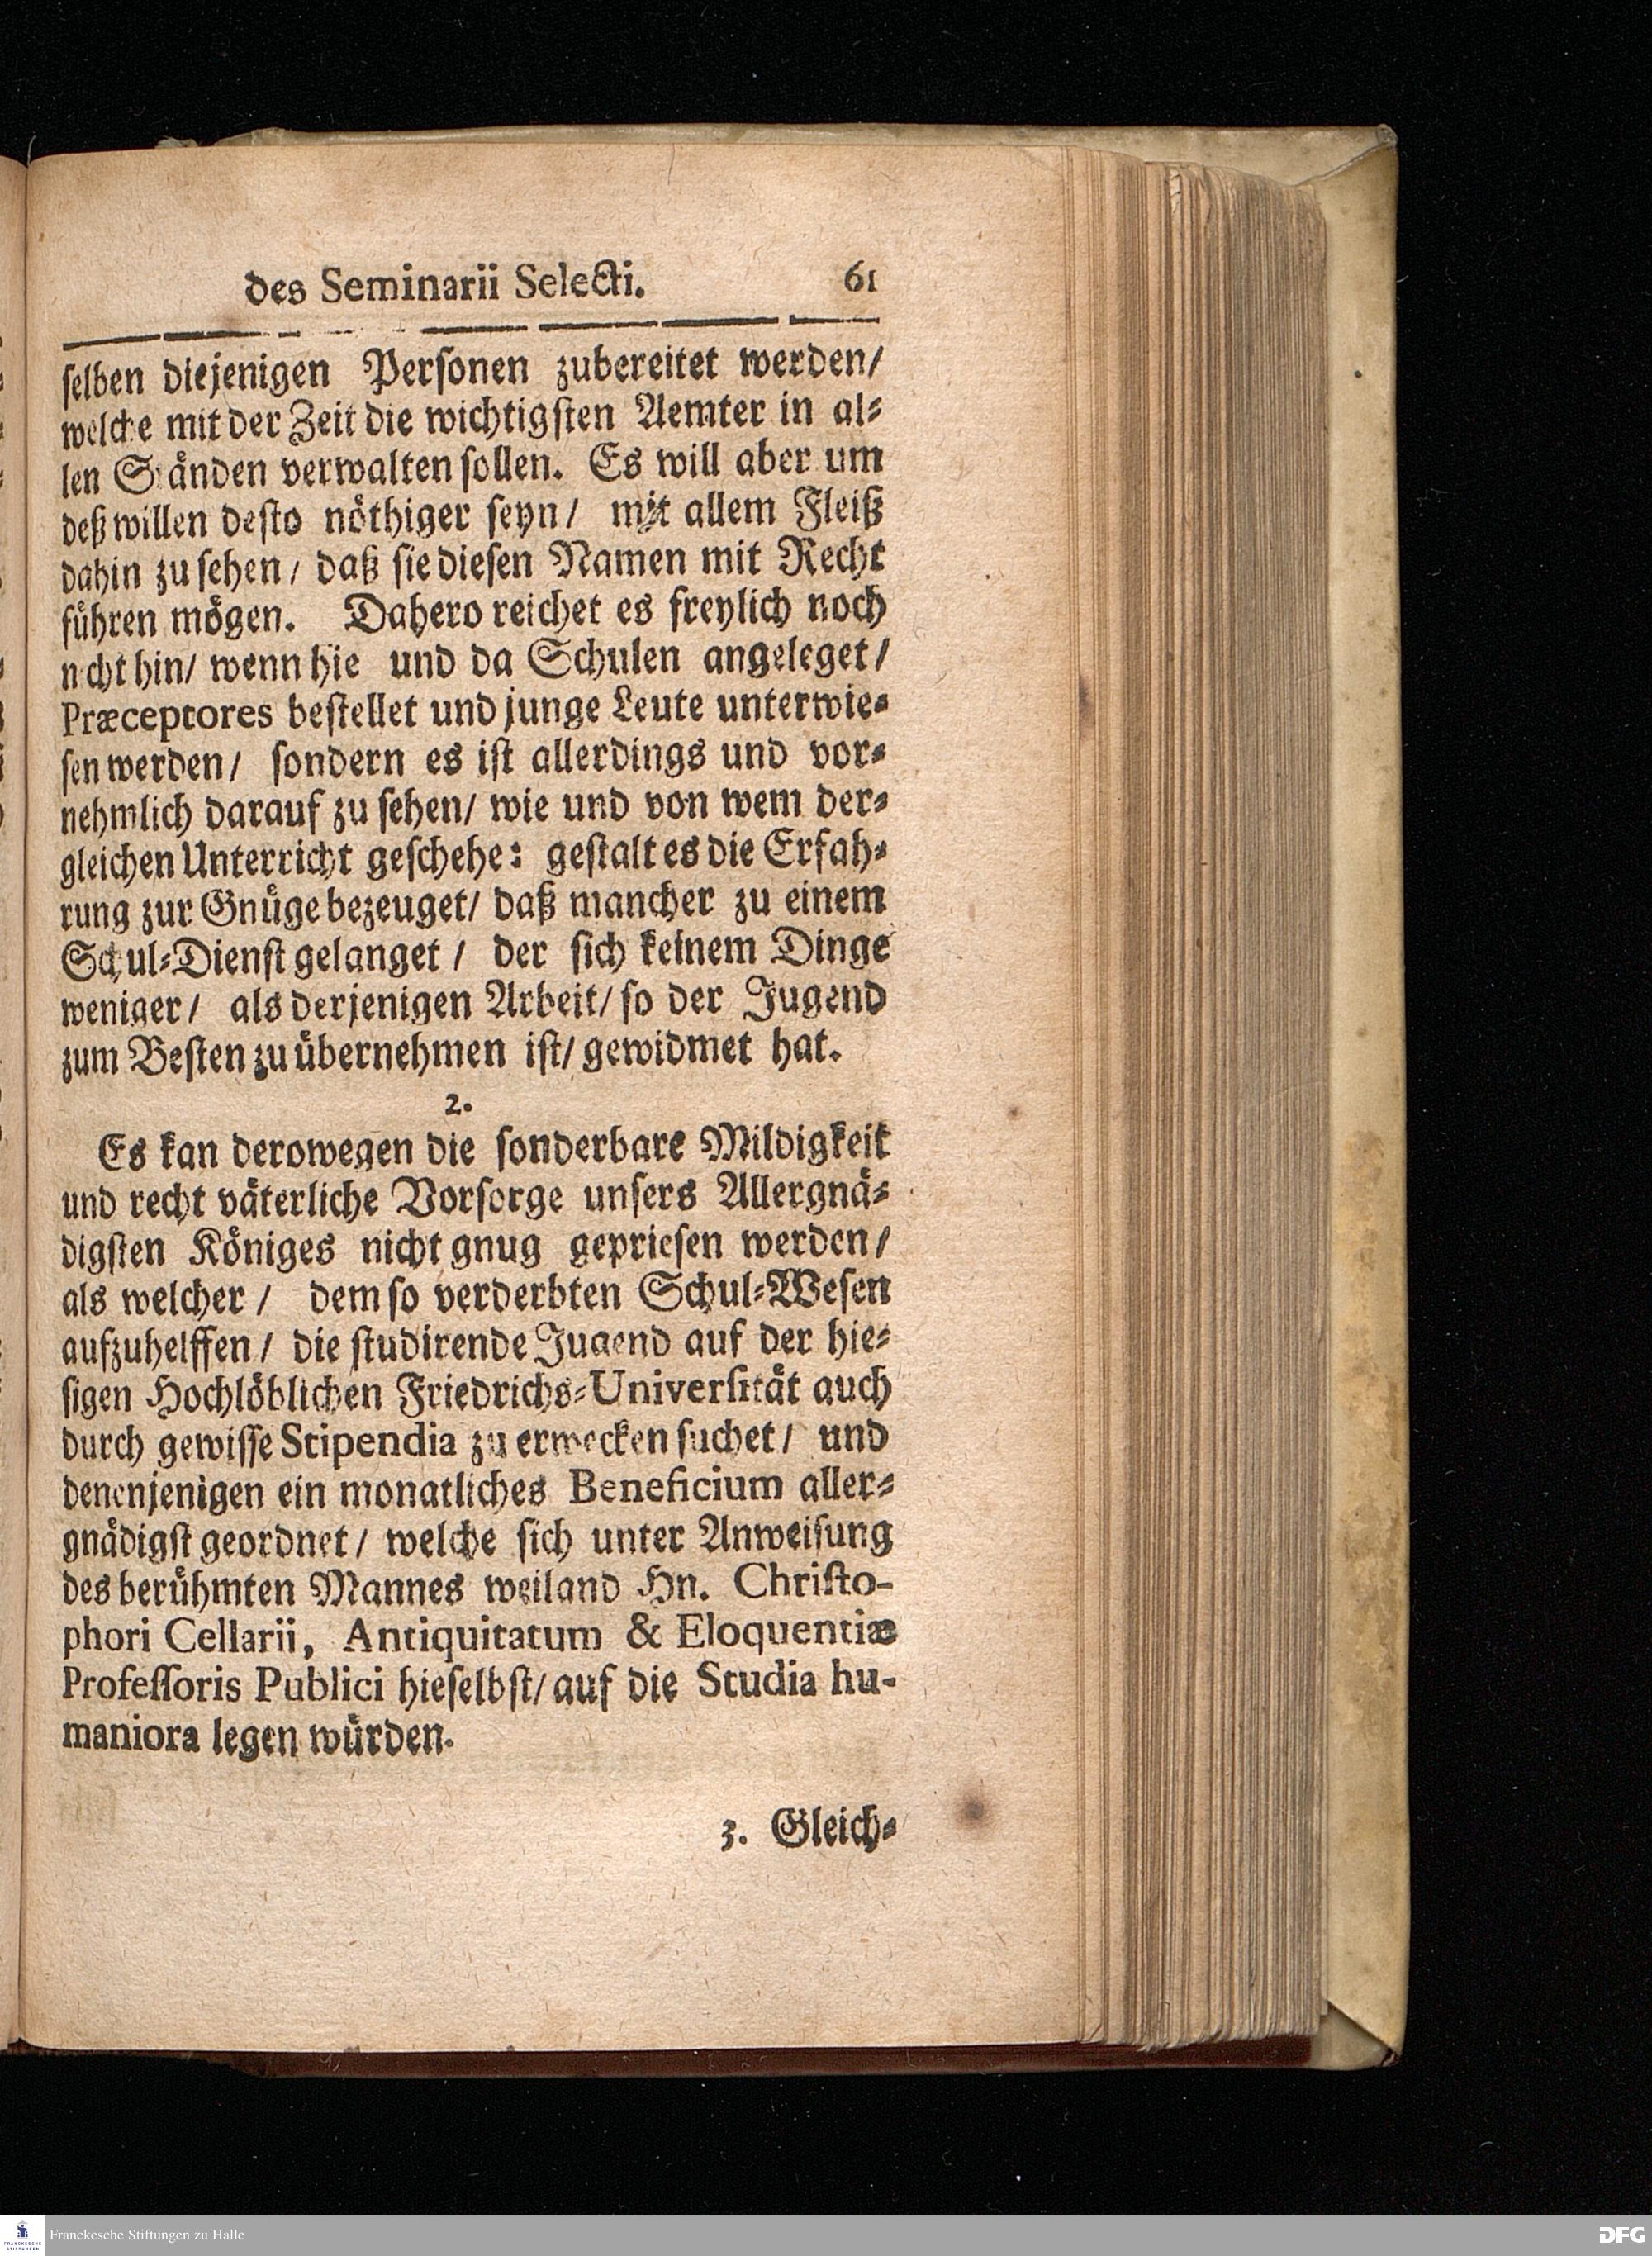 des Seminarii Selecti. 61
selben diejenigen Personen zubereitet werden/
welche mit der Zeit die wichtigsten Aemter in al-
len Ständen verwalten sollen. Es will aber um
deß willen desto nöthiger seyn/ mit allem Fleiß
dahin zu sehen/ daß sie diesen Namen mit Recht
führen mögen. Dahero reichet es freylich noch
nicht hin/ wenn hie und da Schulen angeleget/
Præceptores bestellet und junge Leute unterwie-
sen werden/ sondern es ist allerdings und vor-
nehmlich darauf zu sehen/ wie und von wem der-
gleichen Unterricht geschehe: gestalt es die Erfah-
rung zur Gnüge bezeuget/ daß mancher zu einem
Schul-Dienst gelanget/ der sich keinem Dinge
weniger/ als derjenigen Arbeit/ so der Jugend
zum Besten zu übernehmen ist/ gewidmet hat.
2.
Es kan derowegen die sonderbare Mildigkeit
und recht väterliche Vorsorge unsers Allergnä-
digsten Königes nicht gnug gepriesen werden/
als welcher/ dem so verderbten Schul-Wesen
aufzuhelffen/ die studirende Jugend auf der hie-
sigen Hochlöblichen Friedrichs-Universität auch
durch gewisse Stipendia zu erwecken suchet/ und
denenjenigen ein monatliches Beneficium aller-
gnädigst geordnet/ welche sich unter Anweisung
des berühmten Mannes weiland Hn. Christo-
phori Cellarii, Antiquitatum & Eloquentiæ
Professoris Publici hieselbst/ auf die Studia hu-
maniora legen würden.
3. Gleich-
Franckesche Stiftungen zu Halle
DFG